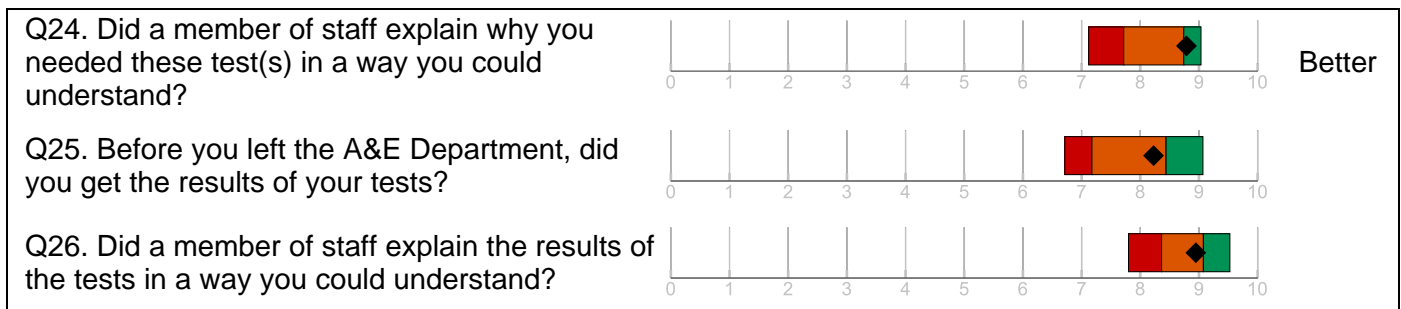 Q24. Did a member of staff explain why you
needed these test(s) in a way you could
understand?
0 1 2 3 4 5 6 7 8 9 10
Better
Q25. Before you left the A&E Department, did
you get the results of your tests?
0 1 2 3 4 5 6 7 8 9 10
Q26. Did a member of staff explain the results of
the tests in a way you could understand?
0 1 2 3 4 5 6 7 8 9 10